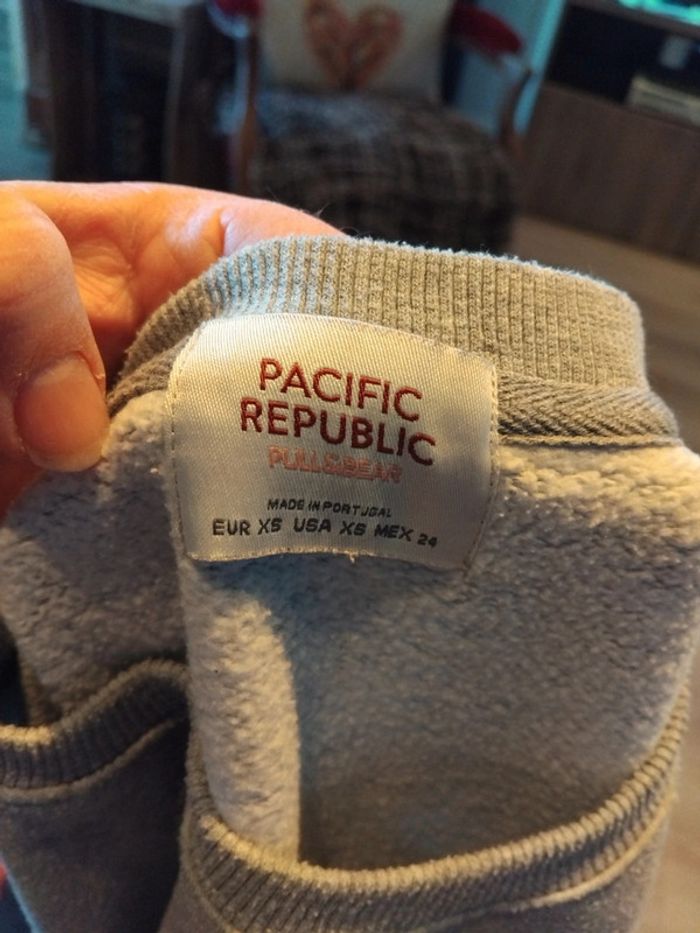 PACIFIC
REPUBLIC
PULL&BEAR
MADE IN PORTUGAL
EUR XS USA XS MEX 24